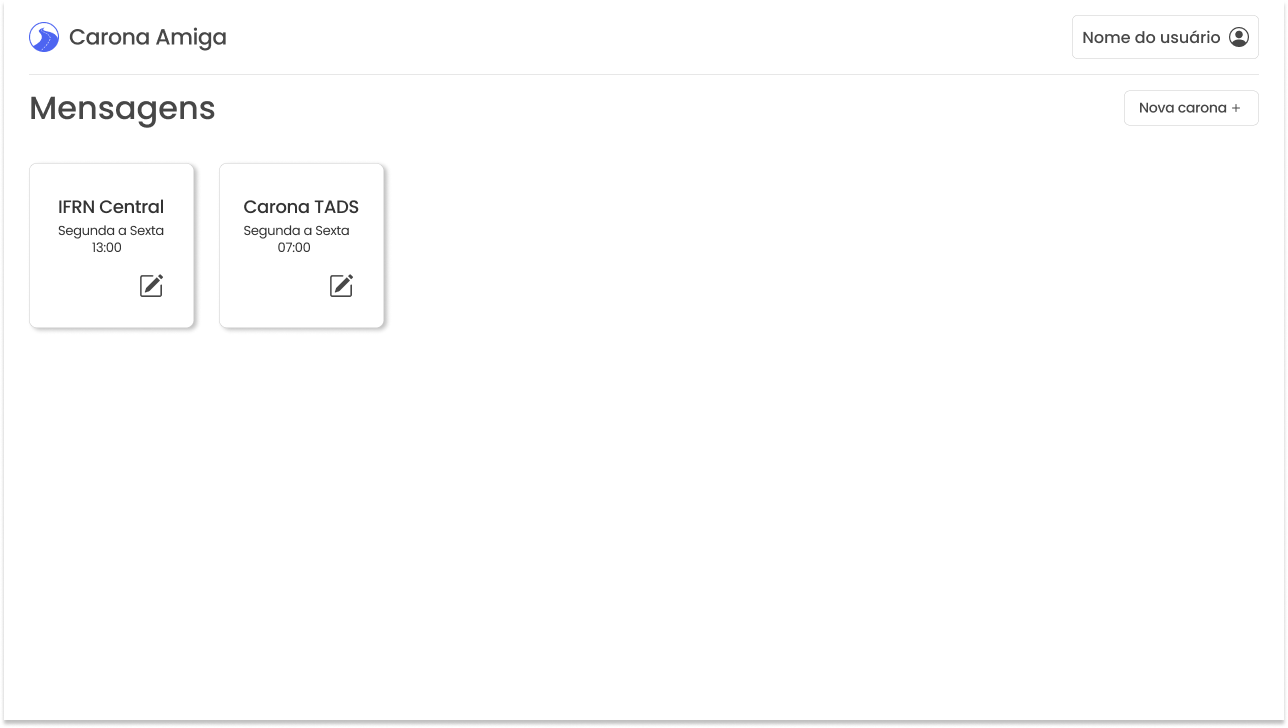 Carona Amiga
Nome do usuário
Mensagens
Nova carona +
IFRN Central
Segunda a Sexta
13:00
Carona TADS
Segunda a Sexta
07:00